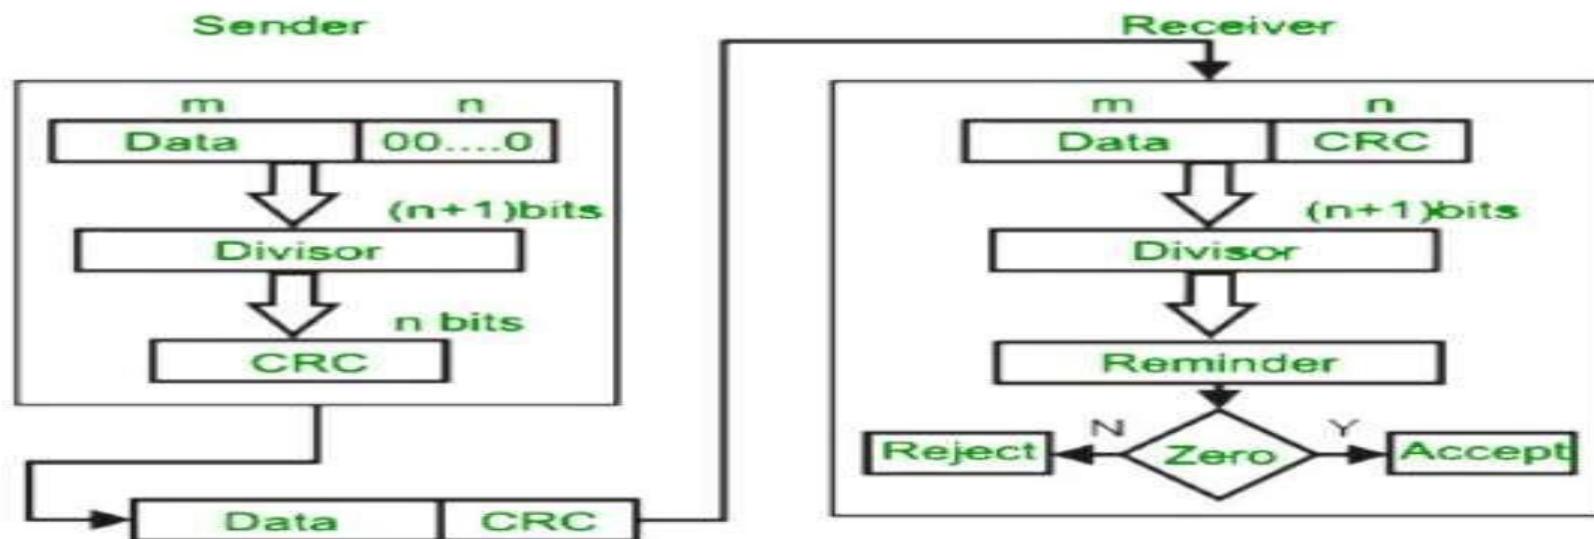 Sender
m n
Data 00....0
(n+1)bits
Divisor
n bits
CRC
Data CRC
Receiver
m n
Data CRC
(n+1)bits
Divisor
Reminder
N Y
Reject Zero Accept